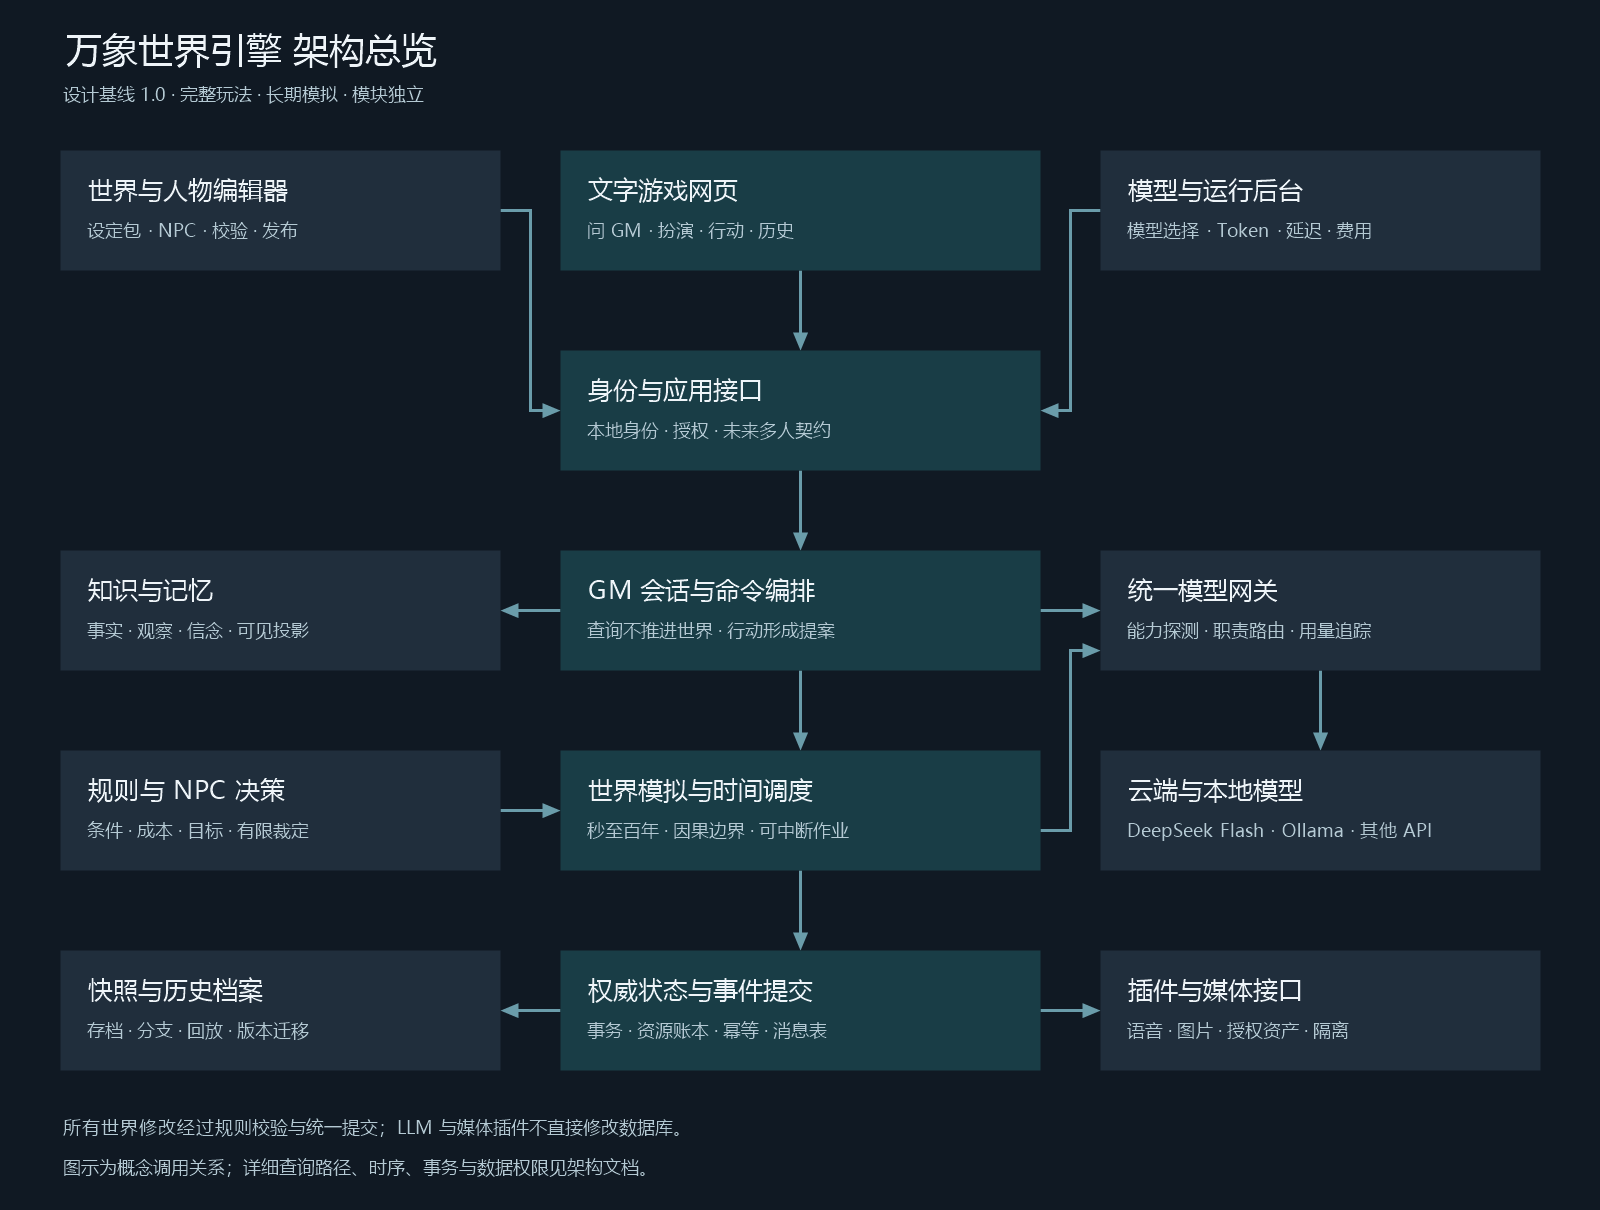 万象世界引擎 架构总览
设计基线 1.0 · 完整玩法 · 长期模拟 · 模块独立
世界与人物编辑器
设定包 · NPC · 校验 · 发布
文字游戏网页
问 GM · 扮演 · 行动 · 历史
模型与运行后台
模型选择 · Token · 延迟 · 费用
身份与应用接口
本地身份 · 授权 · 未来多人契约
知识与记忆
事实 · 观察 · 信念 · 可见投影
GM 会话与命令编排
查询不推进世界 · 行动形成提案
统一模型网关
能力探测 · 职责路由 · 用量追踪
规则与 NPC 决策
条件 · 成本 · 目标 · 有限裁定
世界模拟与时间调度
秒至百年 · 因果边界 · 可中断作业
云端与本地模型
DeepSeek Flash · Ollama · 其他 API
快照与历史档案
存档 · 分支 · 回放 · 版本迁移
权威状态与事件提交
事务 · 资源账本 · 幂等 · 消息表
插件与媒体接口
语音 · 图片 · 授权资产 · 隔离
所有世界修改经过规则校验与统一提交；LLM 与媒体插件不直接修改数据库。
图示为概念调用关系；详细查询路径、时序、事务与数据权限见架构文档。